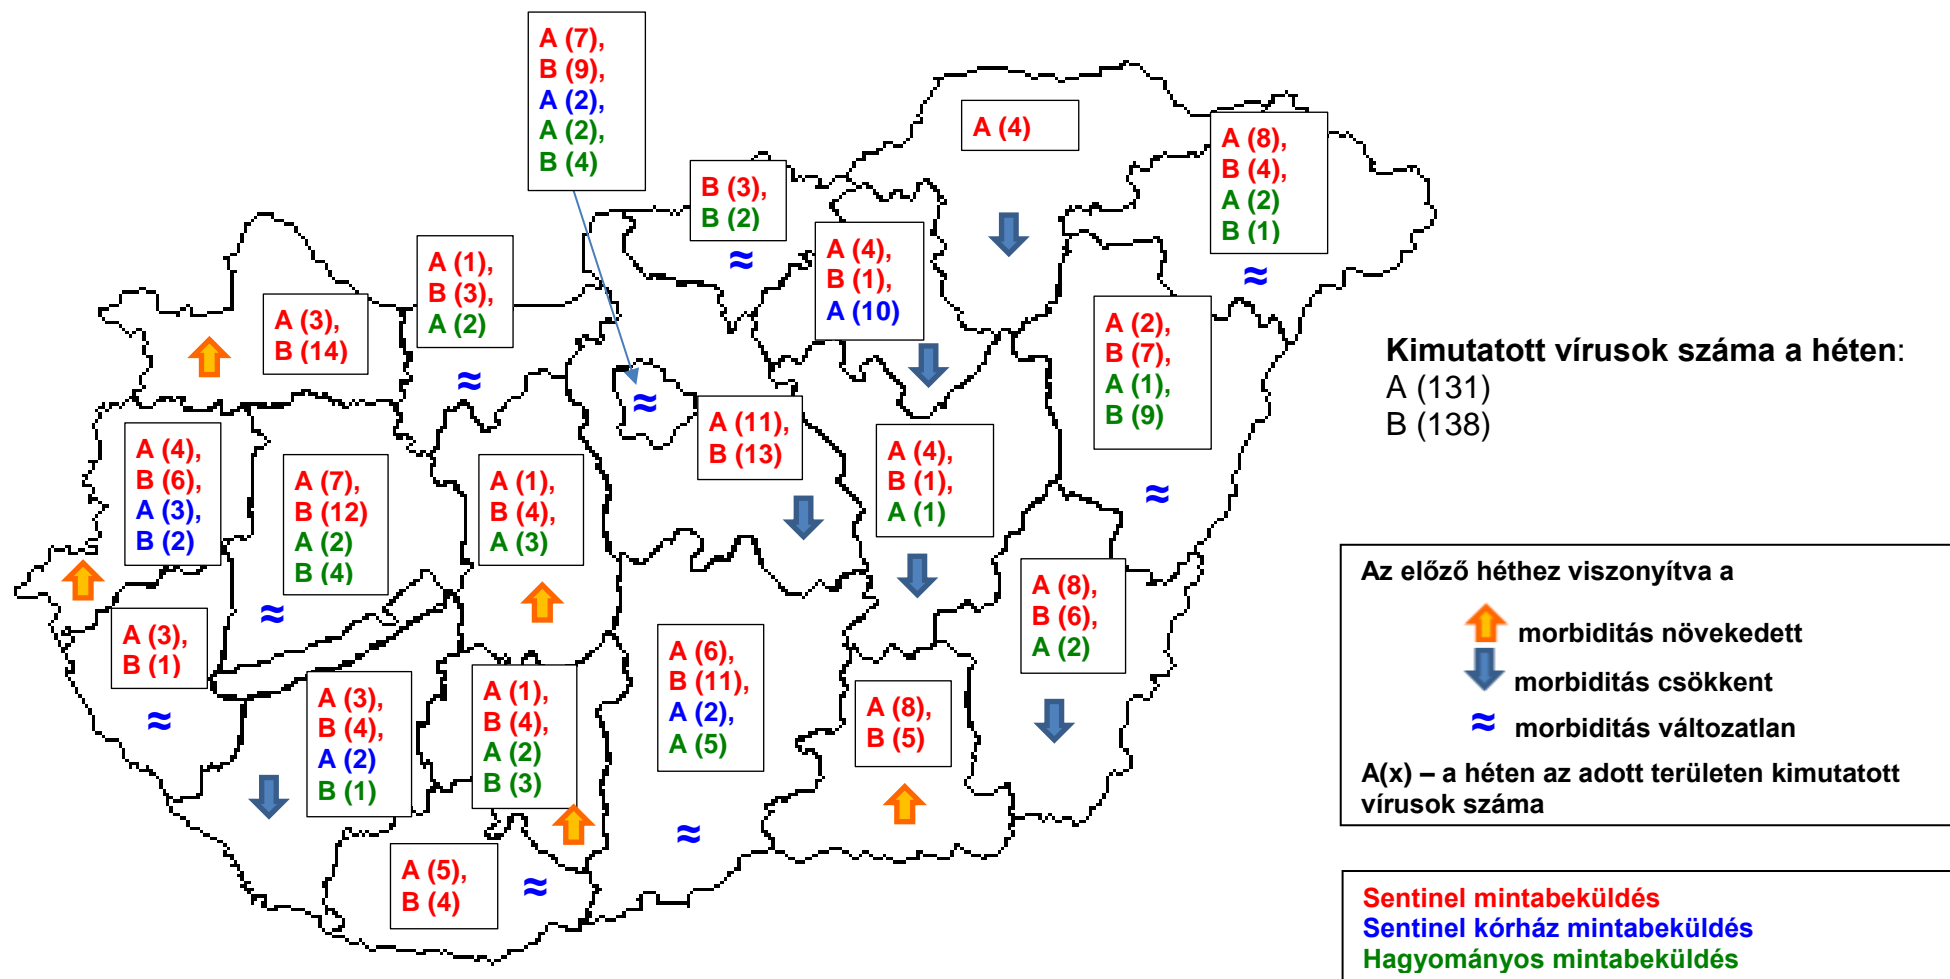 A (7),
B (9),
A (2),
A (2),
B (4)
A (4)
A (8),
B (4),
A (2)
B (1)
B (3),
B (2)
≈
A (4),
B (1),
A (10)
≈
A (1),
B (3),
A (2)
≈
A (3),
B (14)
A (2),
B (7),
A (1),
B (9)
≈
≈
A (11),
B (13)
Kimutatott vírusok száma a héten:
A (131)
B (138)
A (4),
B (6),
A (3),
B (2)
A (7),
B (12)
A (2)
B (4)
≈
A (1),
B (4),
A (3)
A (4),
B (1),
A (1)
A (8),
B (6),
A (2)
A (3),
B (1)
≈
A (3),
B (4),
A (2)
B (1)
A (1),
B (4),
A (2)
B (3)
A (6),
B (11),
A (2),
A (5)
≈
A (8),
B (5)
A (5),
B (4)
≈
Az előző héthez viszonyítva a
morbiditás növekedett
morbiditás csökkent
≈ morbiditás változatlan
A(x) – a héten az adott területen kimutatott
vírusok száma
Sentinel mintabeküldés
Sentinel kórház mintabeküldés
Hagyományos mintabeküldés